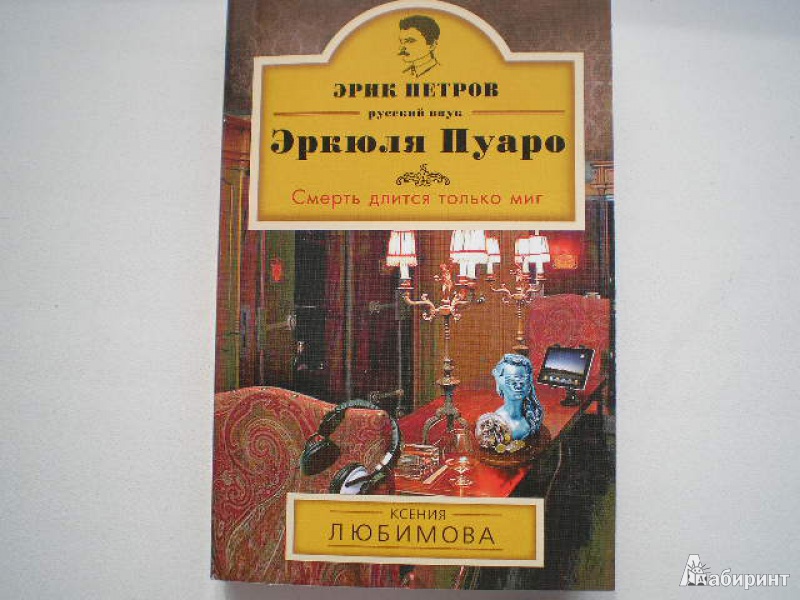 ЭРИК ПЕТРОВ
русский внук
Эркюля Пуаро
Смерть длится только миг
КСЕНИЯ
ЛЮБИМОВА
Лабиринт